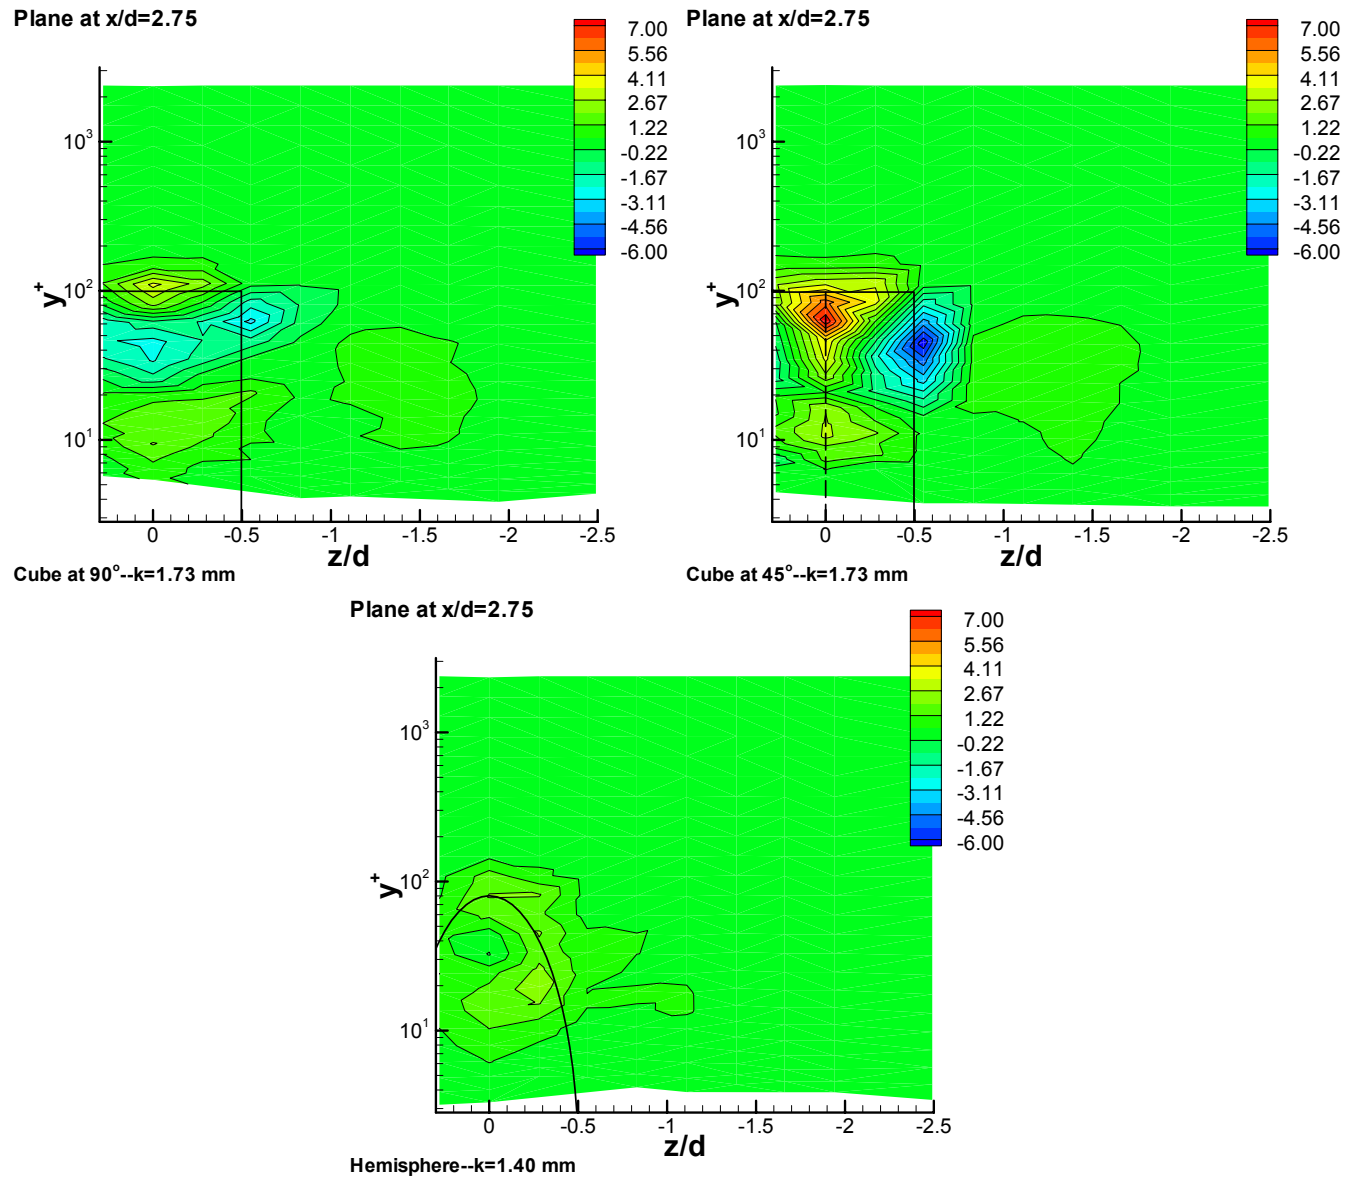 Plane at x/d=2.75
7.00
5.56
4.11
2.67
1.22
-0.22
-1.67
-3.11
-4.56
-6.00
10³
10²
10¹
y⁺
0 -0.5 -1 -1.5 -2 -2.5
z/d
Cube at 90°--k=1.73 mm
Plane at x/d=2.75
7.00
5.56
4.11
2.67
1.22
-0.22
-1.67
-3.11
-4.56
-6.00
10³
10²
10¹
y⁺
0 -0.5 -1 -1.5 -2 -2.5
z/d
Cube at 45°--k=1.73 mm
Plane at x/d=2.75
7.00
5.56
4.11
2.67
1.22
-0.22
-1.67
-3.11
-4.56
-6.00
10³
10²
10¹
y⁺
0 -0.5 -1 -1.5 -2 -2.5
z/d
Hemisphere--k=1.40 mm